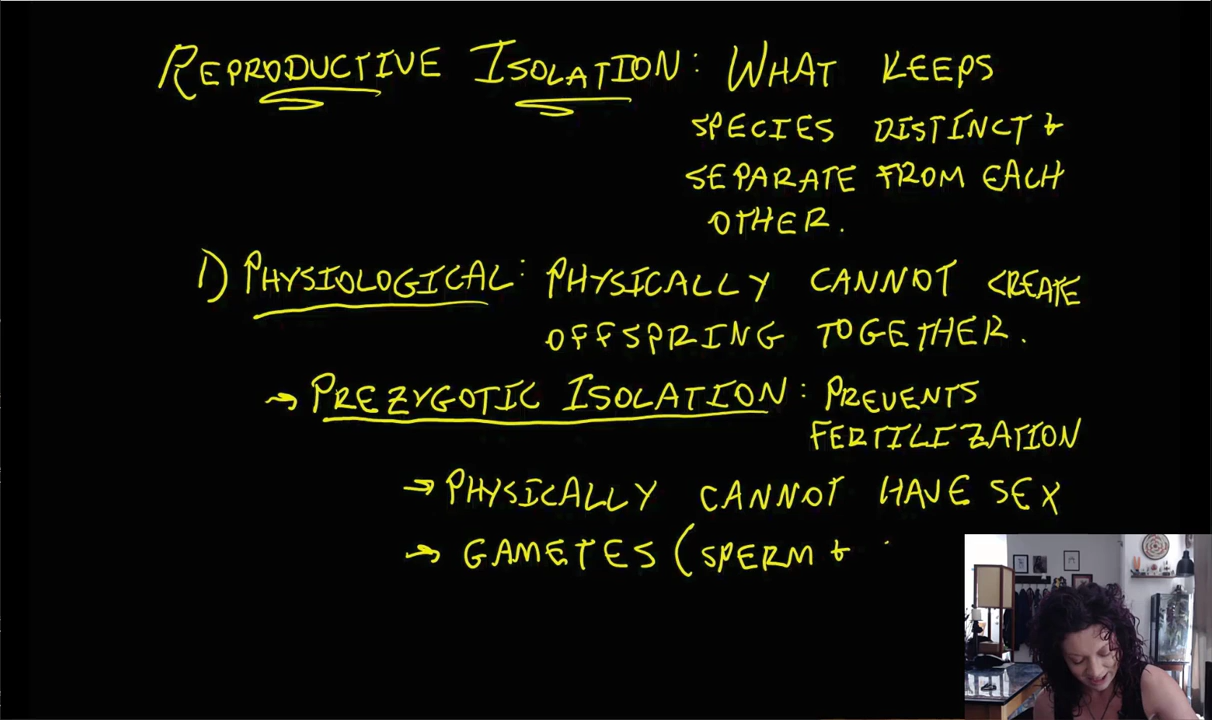 REPRODUCTIVE ISOLATION: WHAT KEEPS
SPECIES DISTINCT &
SEPARATE FROM EACH
OTHER.
1) PHYSIOLOGICAL: PHYSICALLY CANNOT CREATE
OFFSPRING TOGETHER.
→ PREZYGOTIC ISOLATION: PREVENTS
FERTILIZATION
→ PHYSICALLY CANNOT HAVE SEX
→ GAMETES (SPERM &